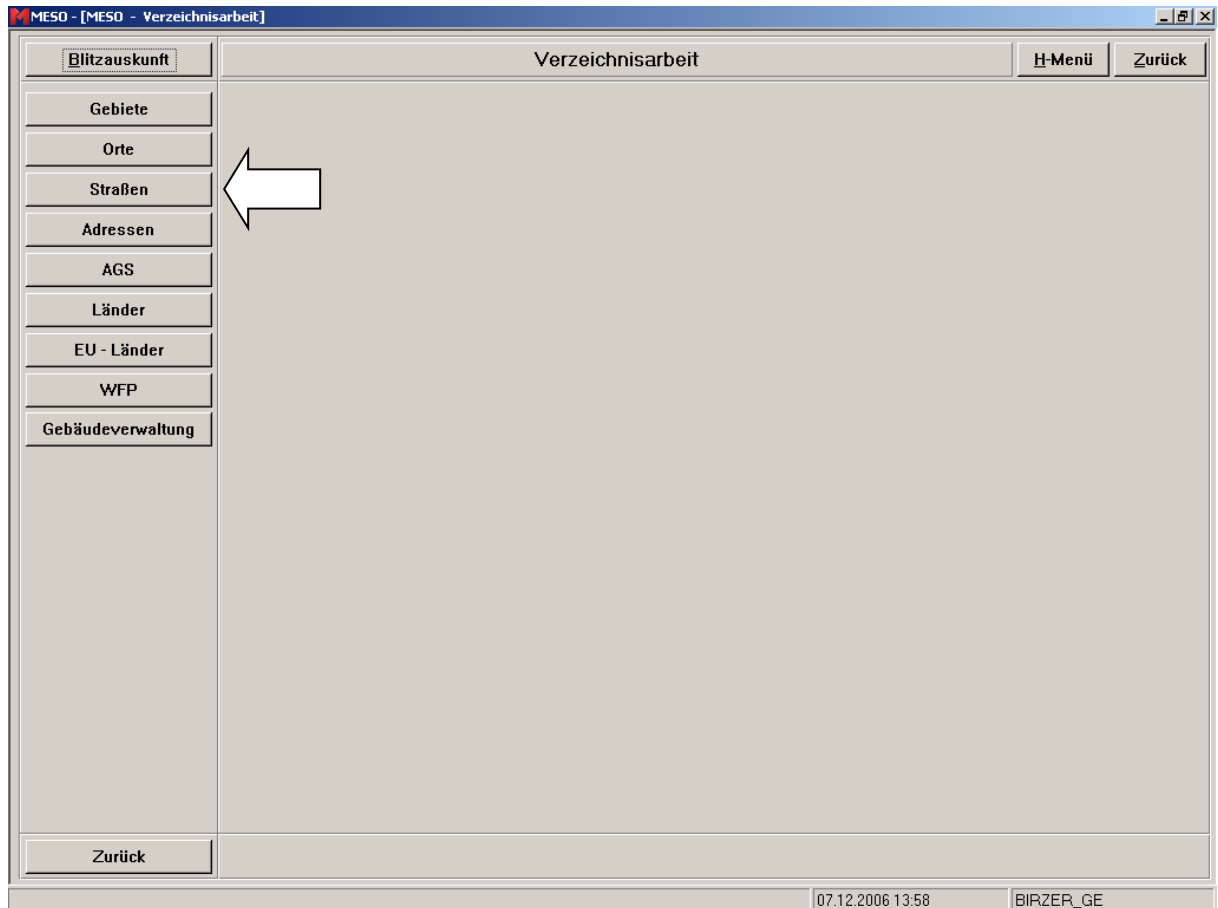 MESO - [MESO - Verzeichnisarbeit]
Blitzauskunft
Verzeichnisarbeit
H-Menü
Zurück
Gebiete
Orte
Straßen
Adressen
AGS
Länder
EU - Länder
WFP
Gebäudeverwaltung
Zurück
07.12.2006 13:58
BIRZER_GE